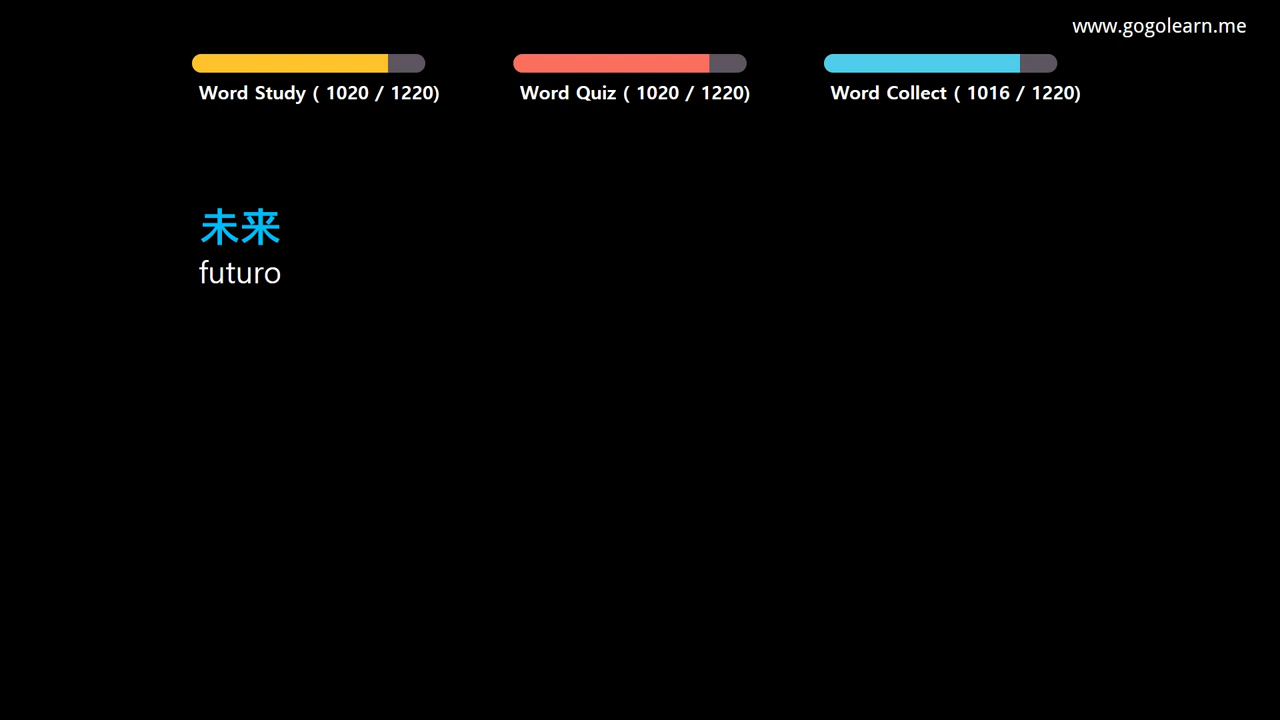 www.gogolearn.me
Word Study ( 1020 / 1220)
Word Quiz ( 1020 / 1220)
Word Collect ( 1016 / 1220)
未来
futuro